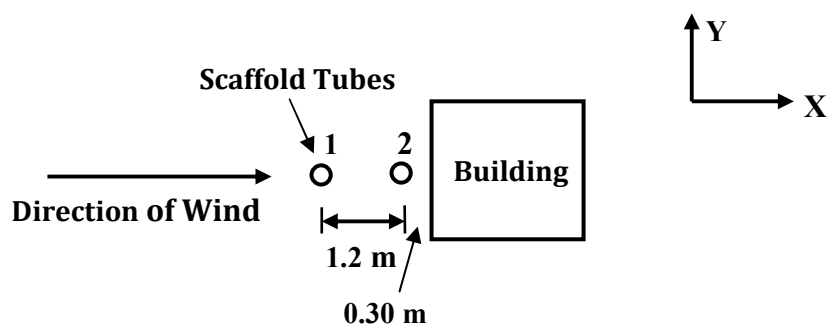 Y
X
Scaffold Tubes
1
2
Building
Direction of Wind
1.2 m
0.30 m